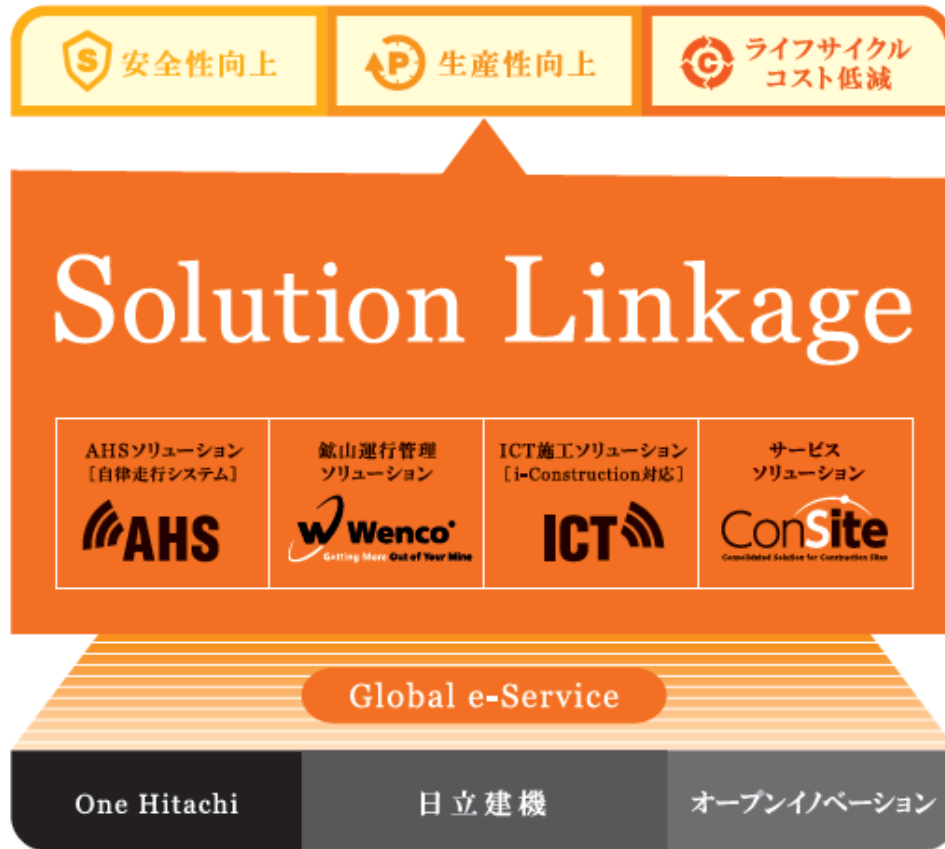 S 安全性向上
P 生産性向上
C ライフサイクル
コスト低減
Solution Linkage
AHSソリューション
[自律走行システム]
AHS
鉱山運行管理
ソリューション
Wenco
Getting More Out of Your Mine
ICT施工ソリューション
[i-Construction対応]
ICT
サービス
ソリューション
ConSite
Consolidated Solution for Construction Sites
Global e-Service
One Hitachi
日立建機
オープンイノベーション